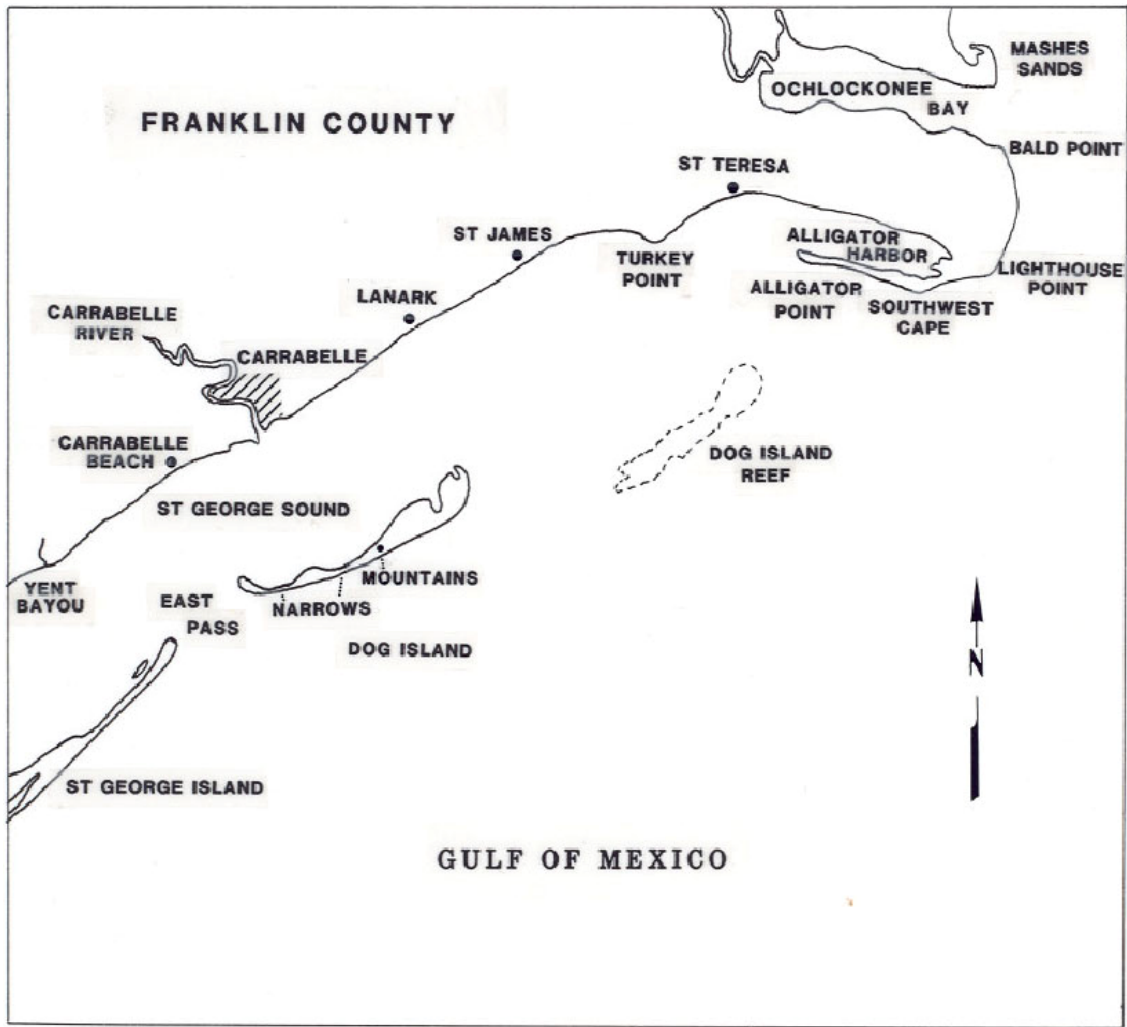 MASHES
SANDS
OCHLOCKONEE
BAY
FRANKLIN COUNTY
BALD POINT
ST TERESA
ST JAMES
ALLIGATOR
HARBOR
TURKEY
POINT
LIGHTHOUSE
POINT
ALLIGATOR
POINT
SOUTHWEST
CAPE
LANARK
CARRABELLE
RIVER
CARRABELLE
CARRABELLE
BEACH
DOG ISLAND
REEF
ST GEORGE SOUND
MOUNTAINS
YENT
BAYOU
EAST
PASS
NARROWS
DOG ISLAND
N
ST GEORGE ISLAND
GULF OF MEXICO